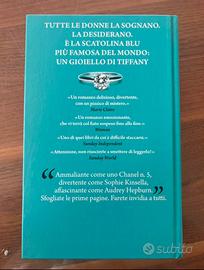 TUTTE LE DONNE LA SOGNANO.
LA DESIDERANO.
È LA SCATOLINA BLU
PIÙ FAMOSA DEL MONDO:
UN GIOIELLO DI TIFFANY
«Un romanzo delizioso, divertente,
con un pizzico di mistero.»
Marie Claire
«Un romanzo emozionante,
che vi terrà col fiato sospeso fino alla fine.»
Woman
«Uno di quei libri da cui è difficile staccarsi.»
Sunday Independent
«Attenzione, non riuscirete a smettere di leggerlo!»
Sunday World
"Ammaliante come uno Chanel n. 5,
divertente come Sophie Kinsella,
affascinante come Audrey Hepburn.
Sfogliate le prime pagine. Farete invidia a tutti.
subito